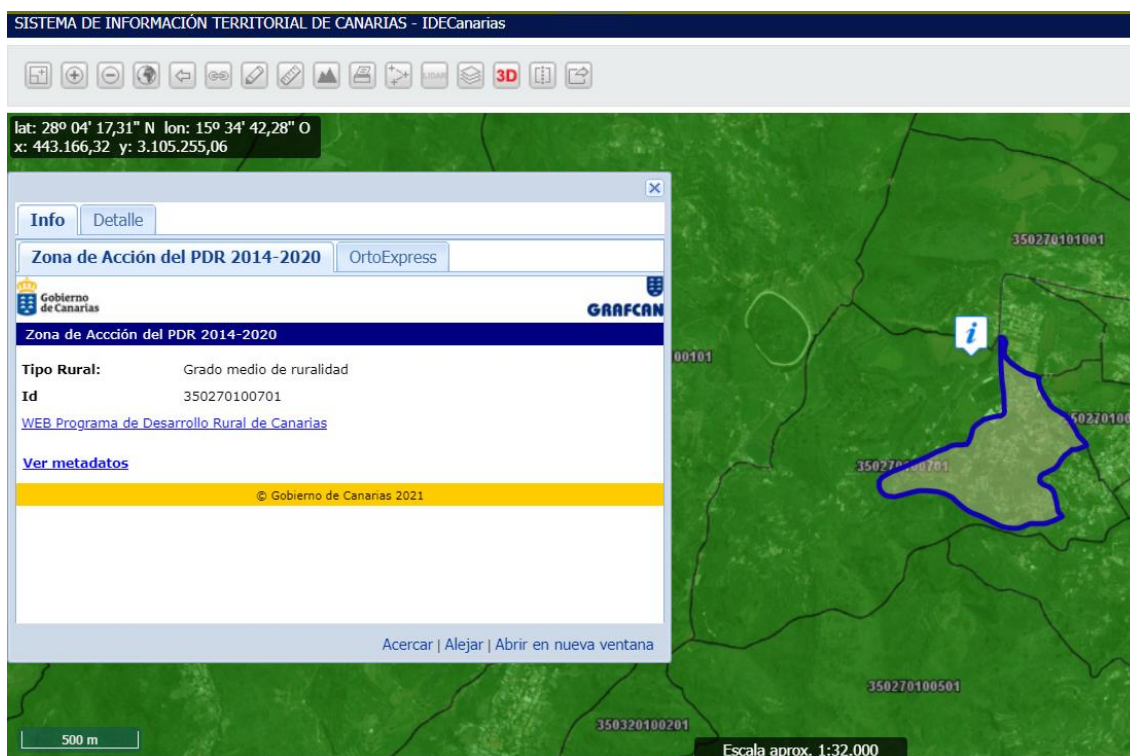 SISTEMA DE INFORMACIÓN TERRITORIAL DE CANARIAS - IDECanarias
LIDAR
3D
lat: 28º 04' 17,31" N lon: 15º 34' 42,28" O
x: 443.166,32 y: 3.105.255,06
Info Detalle
Zona de Acción del PDR 2014-2020 OrtoExpress
Gobierno
de Canarias
GRAFCAN
Zona de Accción del PDR 2014-2020
Tipo Rural: Grado medio de ruralidad
Id 350270100701
WEB Programa de Desarrollo Rural de Canarias
Ver metadatos
© Gobierno de Canarias 2021
Acercar | Alejar | Abrir en nueva ventana
350270101001
i
00101
5027010
350270100701
350270100501
350320100201
500 m
Escala aprox. 1:32.000